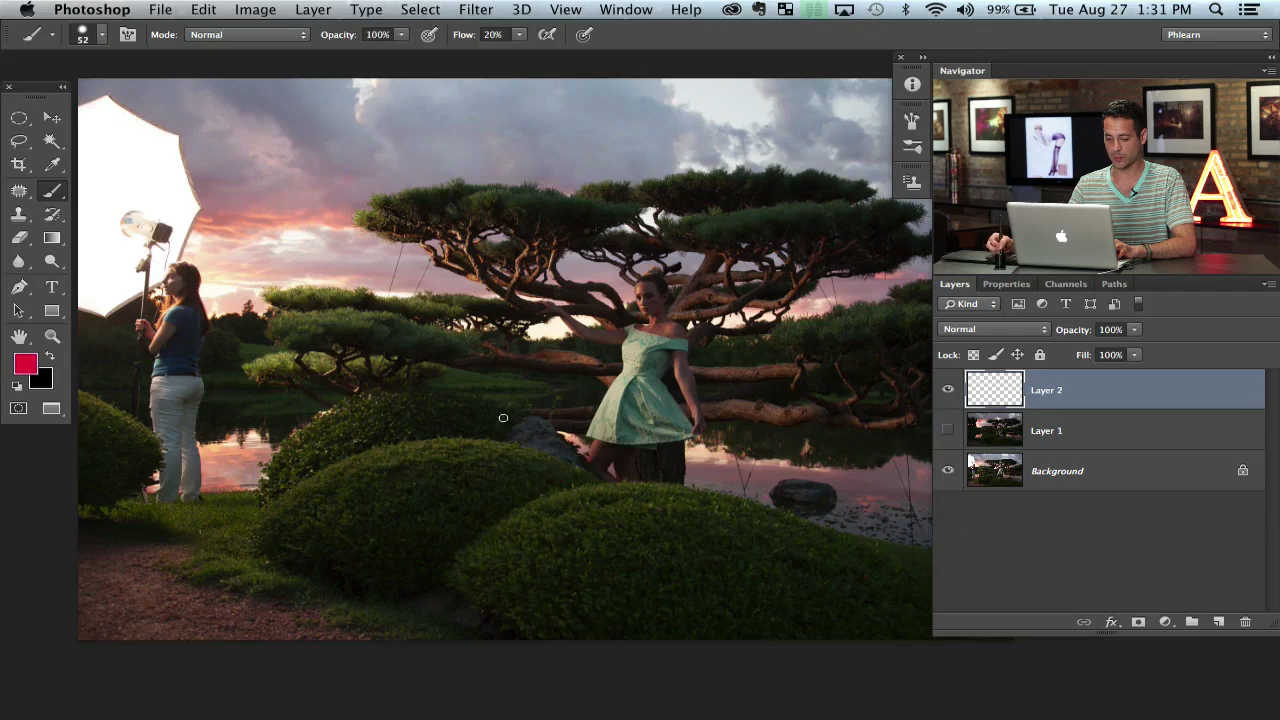 Photoshop File Edit Image Layer Type Select Filter 3D View Window Help 99% Tue Aug 27 1:31 PM
52 Mode: Normal Opacity: 100% Flow: 20% Phlearn
Navigator
A
T
Layers Properties Channels Paths
Kind T
Normal Opacity: 100%
Lock: Fill: 100%
Layer 2
Layer 1
Background
fx